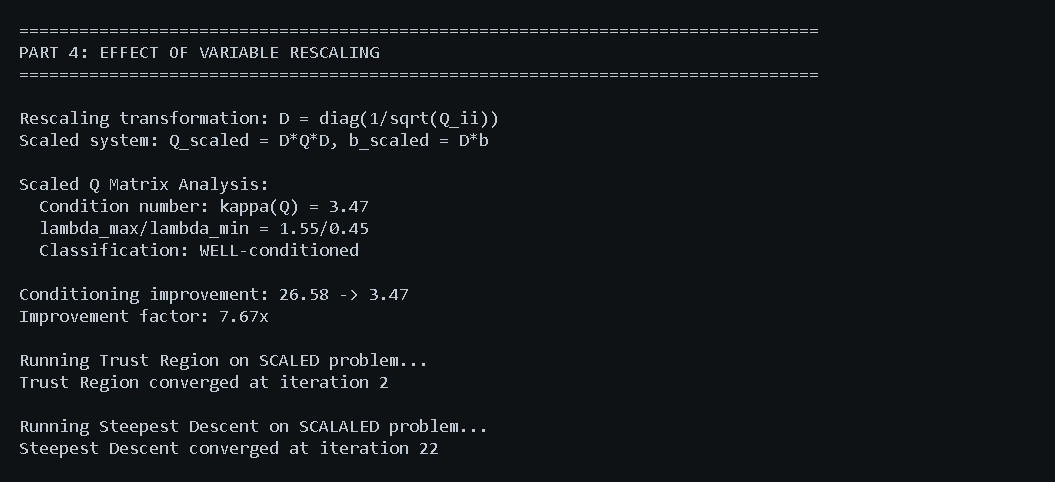 ================================================================================
PART 4: EFFECT OF VARIABLE RESCALING
================================================================================
Rescaling transformation: D = diag(1/sqrt(Q_ii))
Scaled system: Q_scaled = D*Q*D, b_scaled = D*b
Scaled Q Matrix Analysis:
Condition number: kappa(Q) = 3.47
lambda_max/lambda_min = 1.55/0.45
Classification: WELL-conditioned
Conditioning improvement: 26.58 -> 3.47
Improvement factor: 7.67x
Running Trust Region on SCALED problem...
Trust Region converged at iteration 2
Running Steepest Descent on SCALALED problem...
Steepest Descent converged at iteration 22